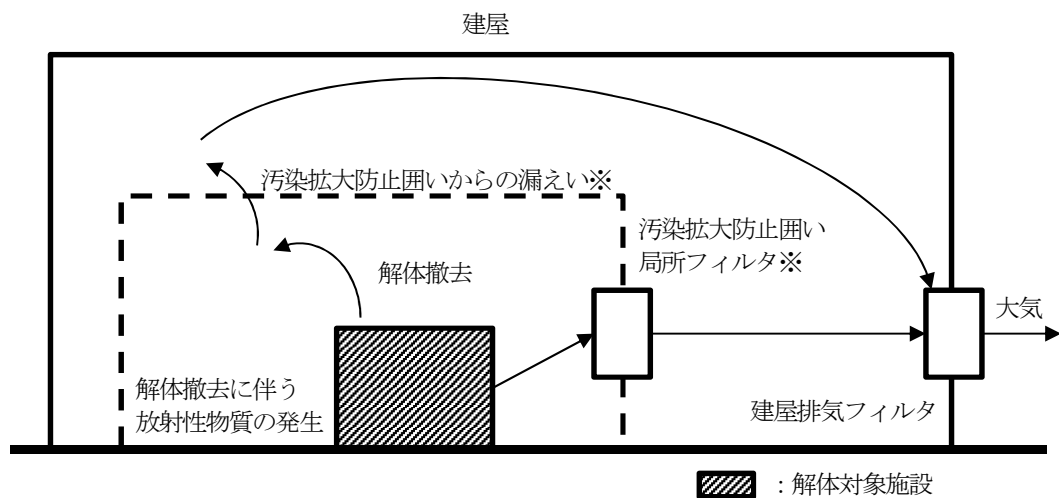 建屋
汚染拡大防止囲いからの漏えい※
汚染拡大防止囲い
局所フィルタ※
解体撤去
大気
解体撤去に伴う
放射性物質の発生
建屋排気フィルタ
：解体対象施設